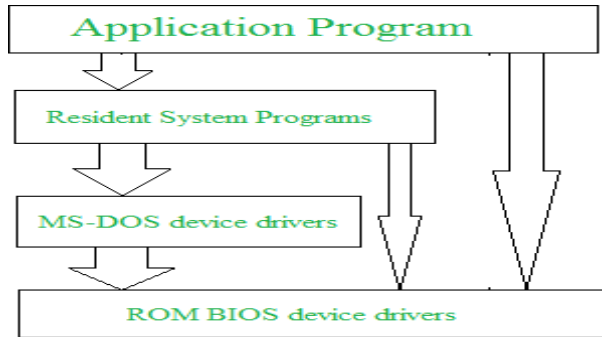 Application Program
Resident System Programs
MS-DOS device drivers
ROM BIOS device drivers